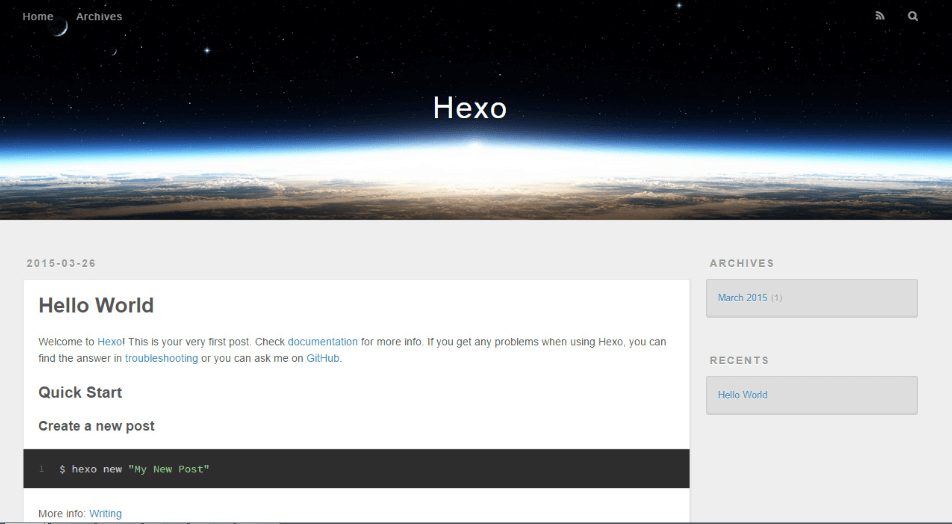 Home Archives
Hexo
2015-03-26
Hello World
Welcome to Hexo! This is your very first post. Check documentation for more info. If you get any problems when using Hexo, you can
find the answer in troubleshooting or you can ask me on GitHub.
Quick Start
Create a new post
1 $ hexo new "My New Post"
More info: Writing
ARCHIVES
March 2015 (1)
RECENTS
Hello World